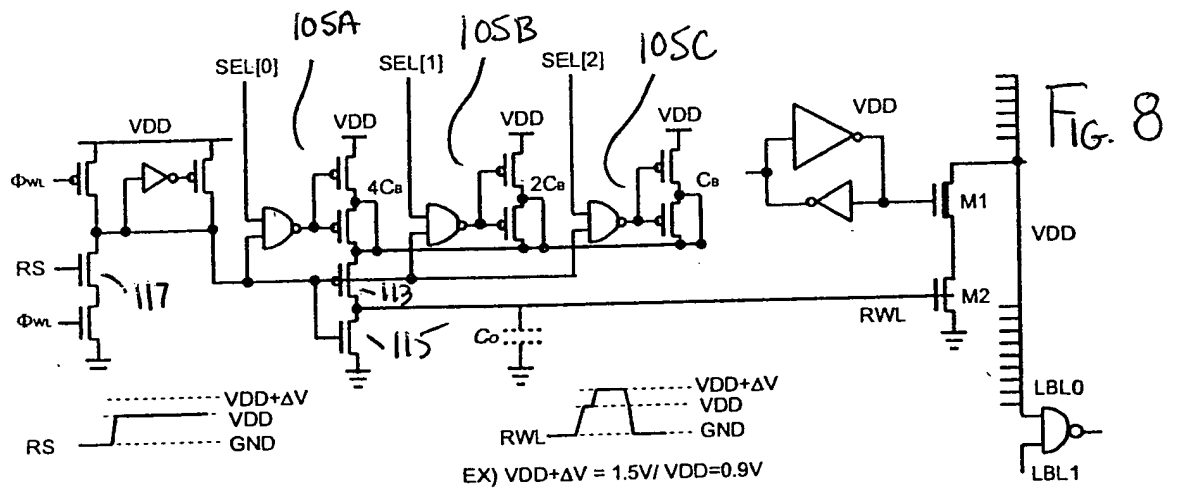 105A
105B
105C
SEL[0]
SEL[1]
SEL[2]
FIG. 8
VDD
VDD
VDD
VDD
VDD
ΦWL
4CB
2CB
CB
M1
VDD
RS
117
113
M2
RWL
ΦWL
115
CO
VDD+ΔV
VDD
GND
RS
VDD+ΔV
VDD
GND
RWL
LBL0
LBL1
EX) VDD+ΔV = 1.5V/ VDD=0.9V